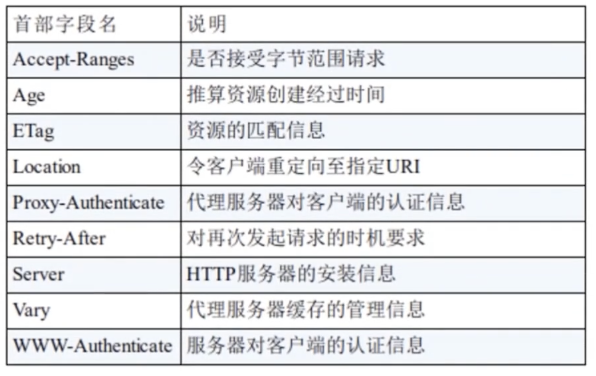 首部字段名 说明
Accept-Ranges 是否接受字节范围请求
Age 推算资源创建经过时间
ETag 资源的匹配信息
Location 令客户端重定向至指定URI
Proxy-Authenticate 代理服务器对客户端的认证信息
Retry-After 对再次发起请求的时机要求
Server HTTP服务器的安装信息
Vary 代理服务器缓存的管理信息
WWW-Authenticate 服务器对客户端的认证信息